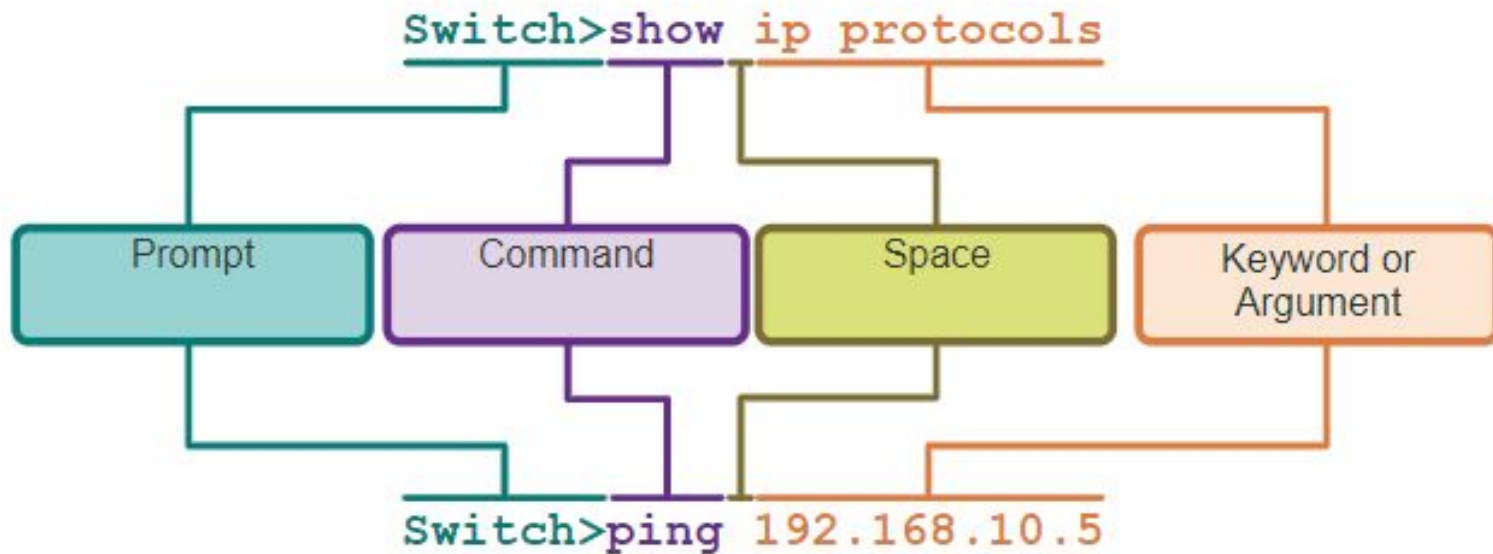 Switch>show ip protocols
Prompt
Command
Space
Keyword or
Argument
Switch>ping 192.168.10.5